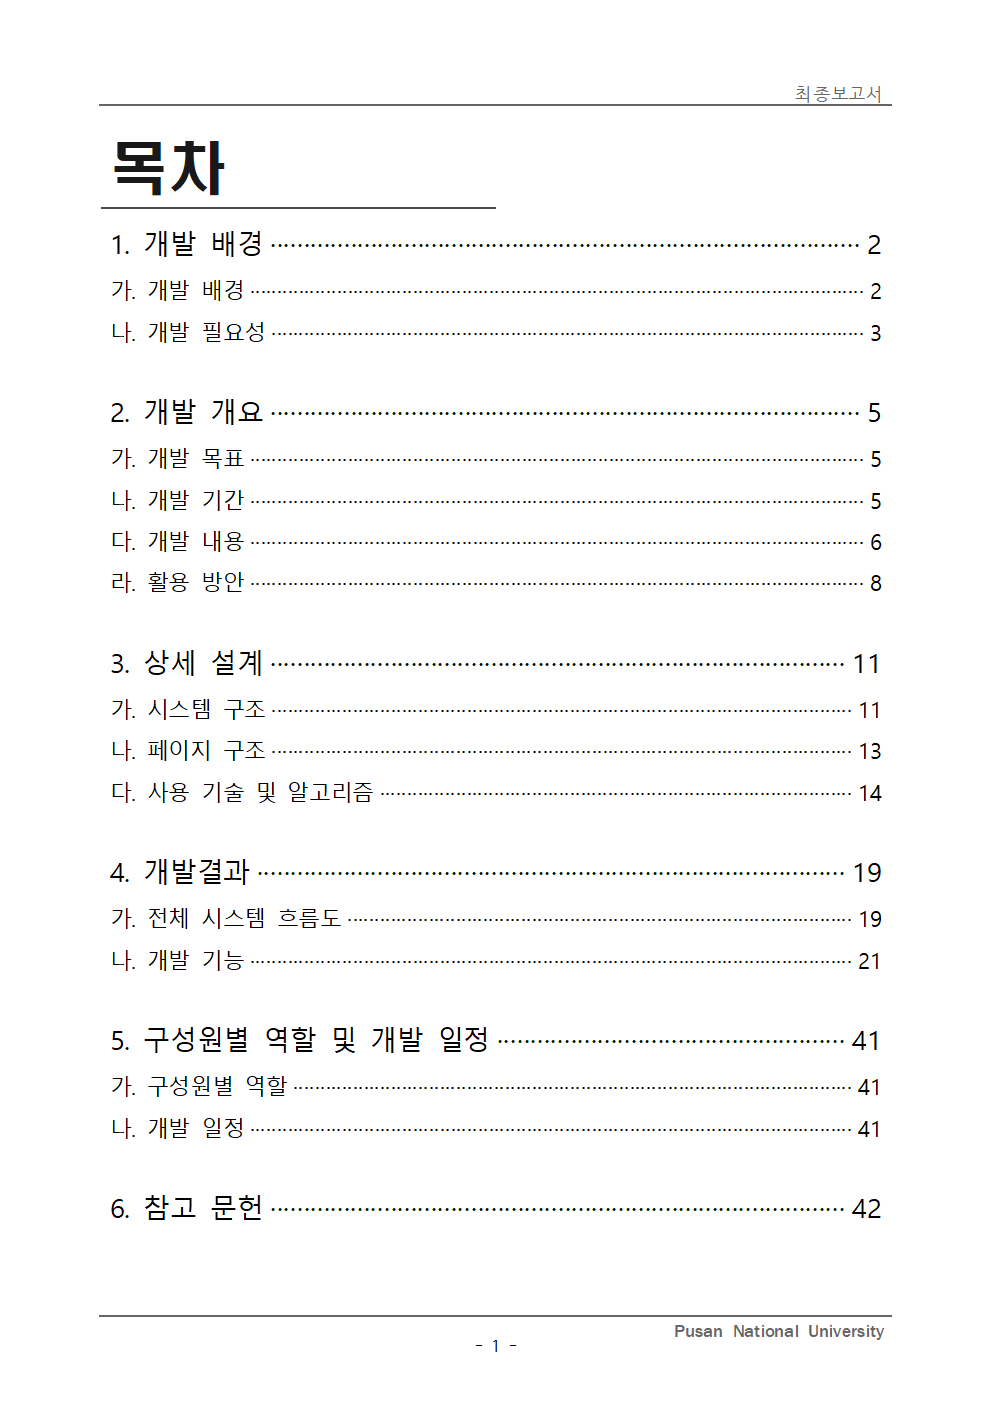 최종보고서
목차
1. 개발 배경 2
가. 개발 배경 2
나. 개발 필요성 3
2. 개발 개요 5
가. 개발 목표 5
나. 개발 기간 5
다. 개발 내용 6
라. 활용 방안 8
3. 상세 설계 11
가. 시스템 구조 11
나. 페이지 구조 13
다. 사용 기술 및 알고리즘 14
4. 개발결과 19
가. 전체 시스템 흐름도 19
나. 개발 기능 21
5. 구성원별 역할 및 개발 일정 41
가. 구성원별 역할 41
나. 개발 일정 41
6. 참고 문헌 42
Pusan National University
- 1 -